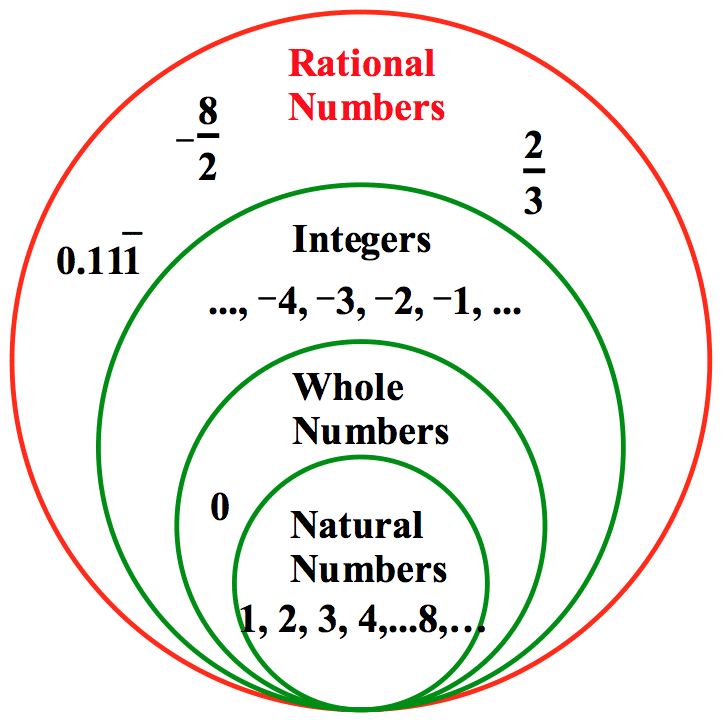 Rational
Numbers
−8/2
2/3
0.111̅
Integers
..., −4, −3, −2, −1, ...
Whole
Numbers
0
Natural
Numbers
1, 2, 3, 4,...8,...